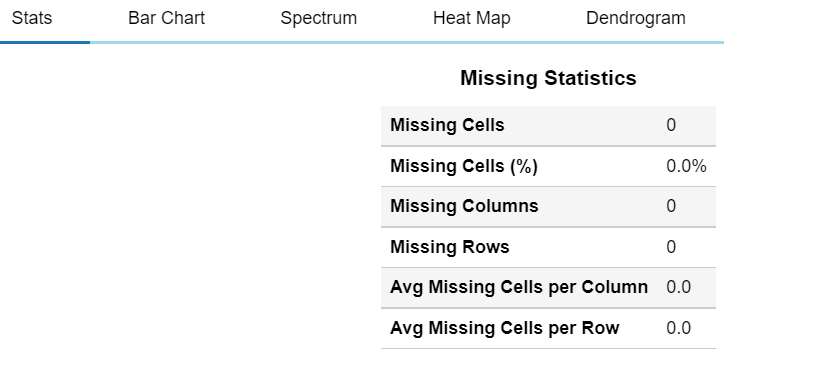 Stats Bar Chart Spectrum Heat Map Dendrogram
Missing Statistics
Missing Cells 0
Missing Cells (%) 0.0%
Missing Columns 0
Missing Rows 0
Avg Missing Cells per Column 0.0
Avg Missing Cells per Row 0.0